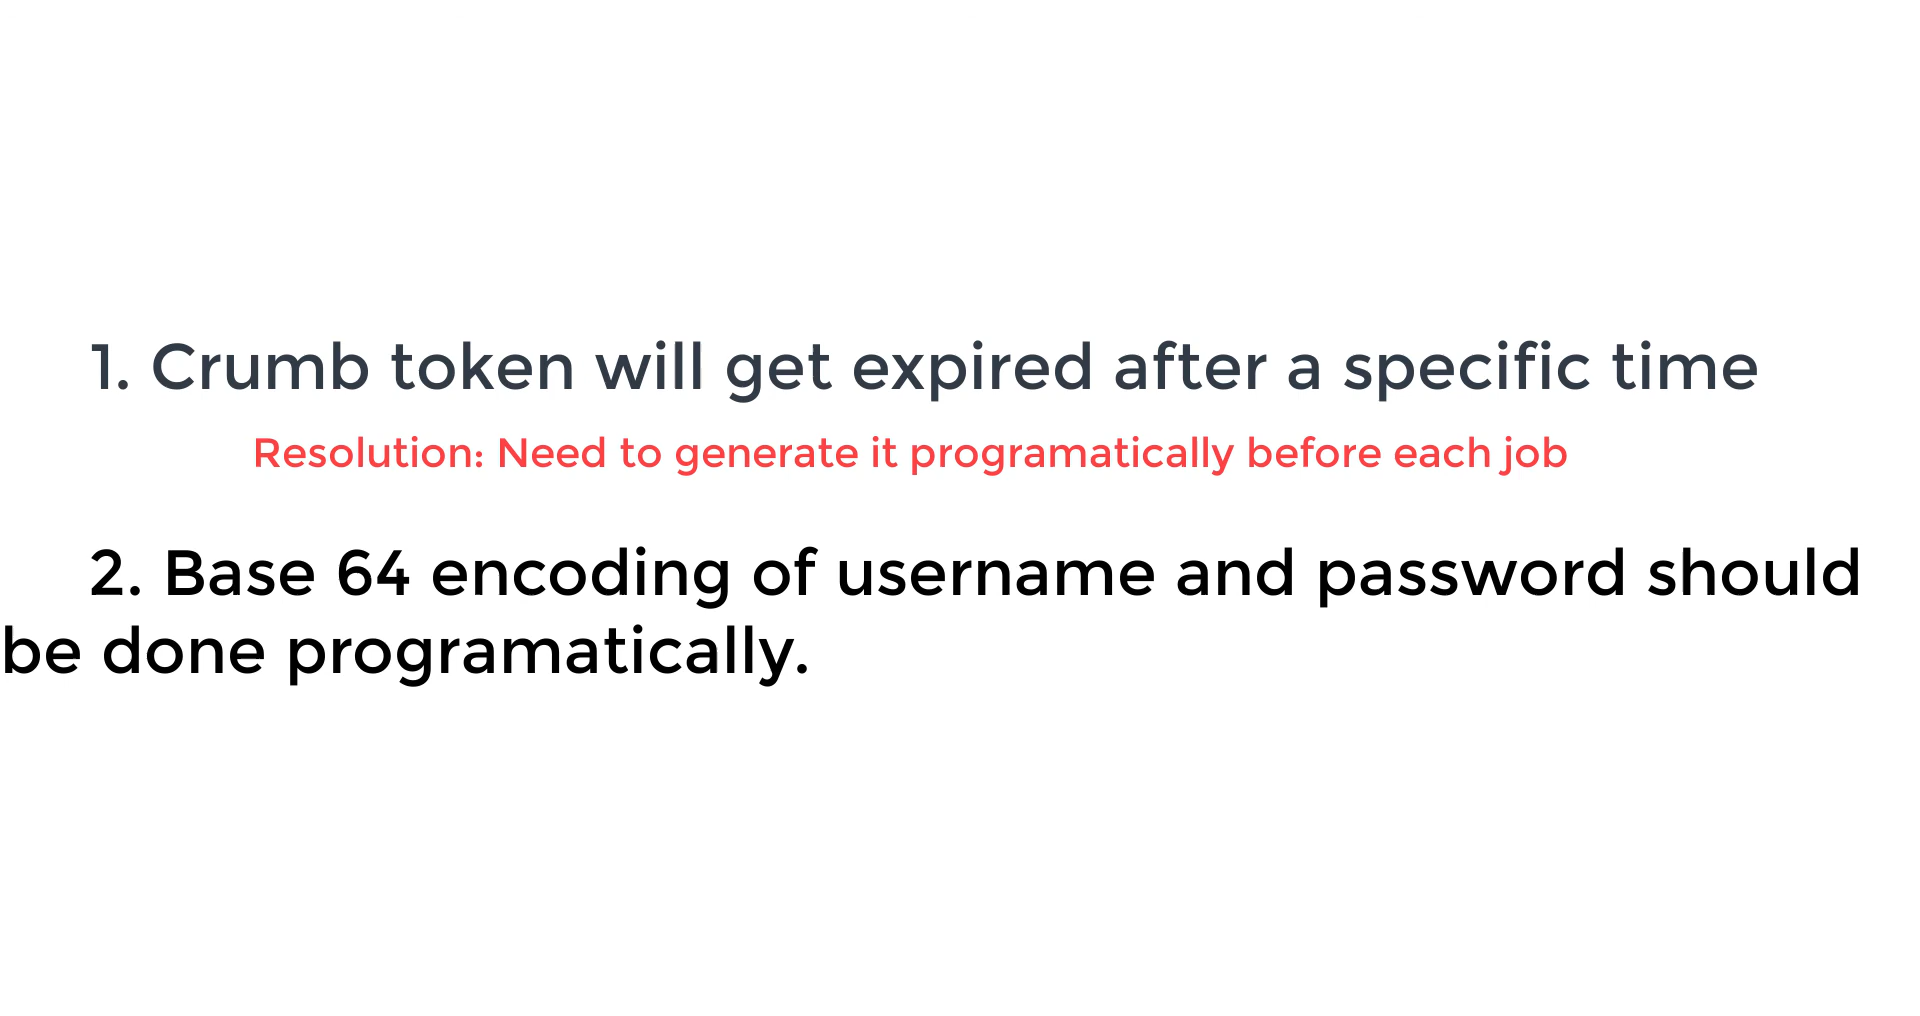 1. Crumb token will get expired after a specific time
Resolution: Need to generate it programatically before each job
2. Base 64 encoding of username and password should
be done programatically.